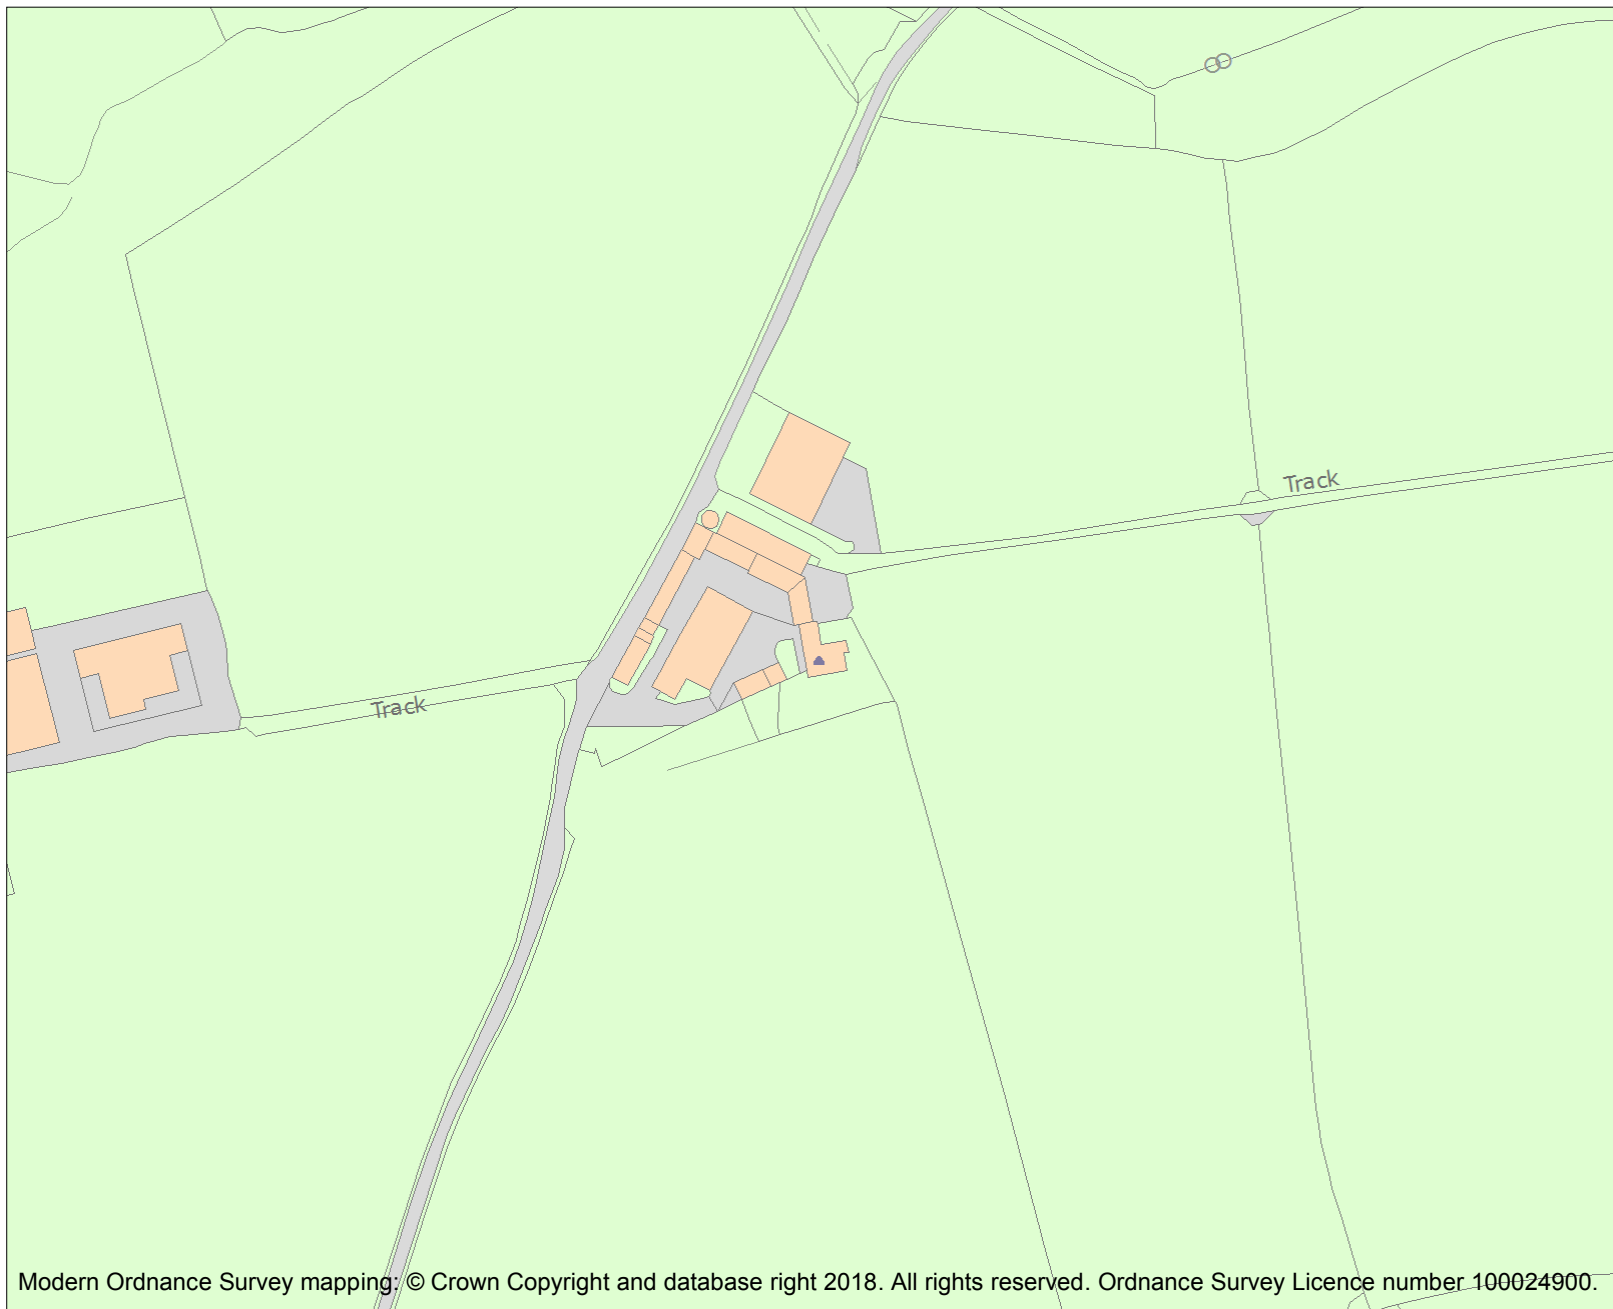 Track
Track
Modern Ordnance Survey mapping: © Crown Copyright and database right 2018. All rights reserved. Ordnance Survey Licence number 100024900.